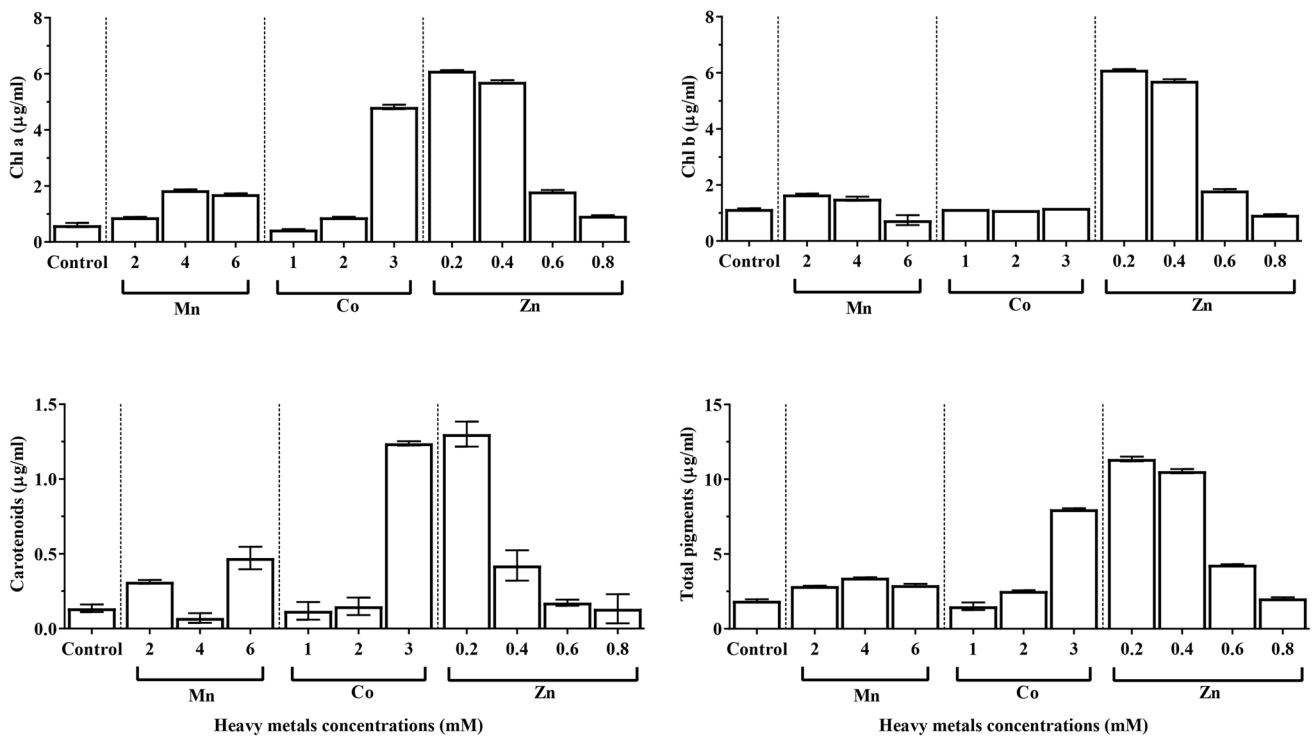 Chl a (µg/ml)
8
6
4
2
0
Control 2 4 6 1 2 3 0.2 0.4 0.6 0.8
Mn Co Zn
Chl b (µg/ml)
8
6
4
2
0
Control 2 4 6 1 2 3 0.2 0.4 0.6 0.8
Mn Co Zn
Carotenoids (µg/ml)
1.5
1.0
0.5
0.0
Control 2 4 6 1 2 3 0.2 0.4 0.6 0.8
Mn Co Zn
Heavy metals concentrations (mM)
Total pigments (µg/ml)
15
10
5
0
Control 2 4 6 1 2 3 0.2 0.4 0.6 0.8
Mn Co Zn
Heavy metals concentrations (mM)